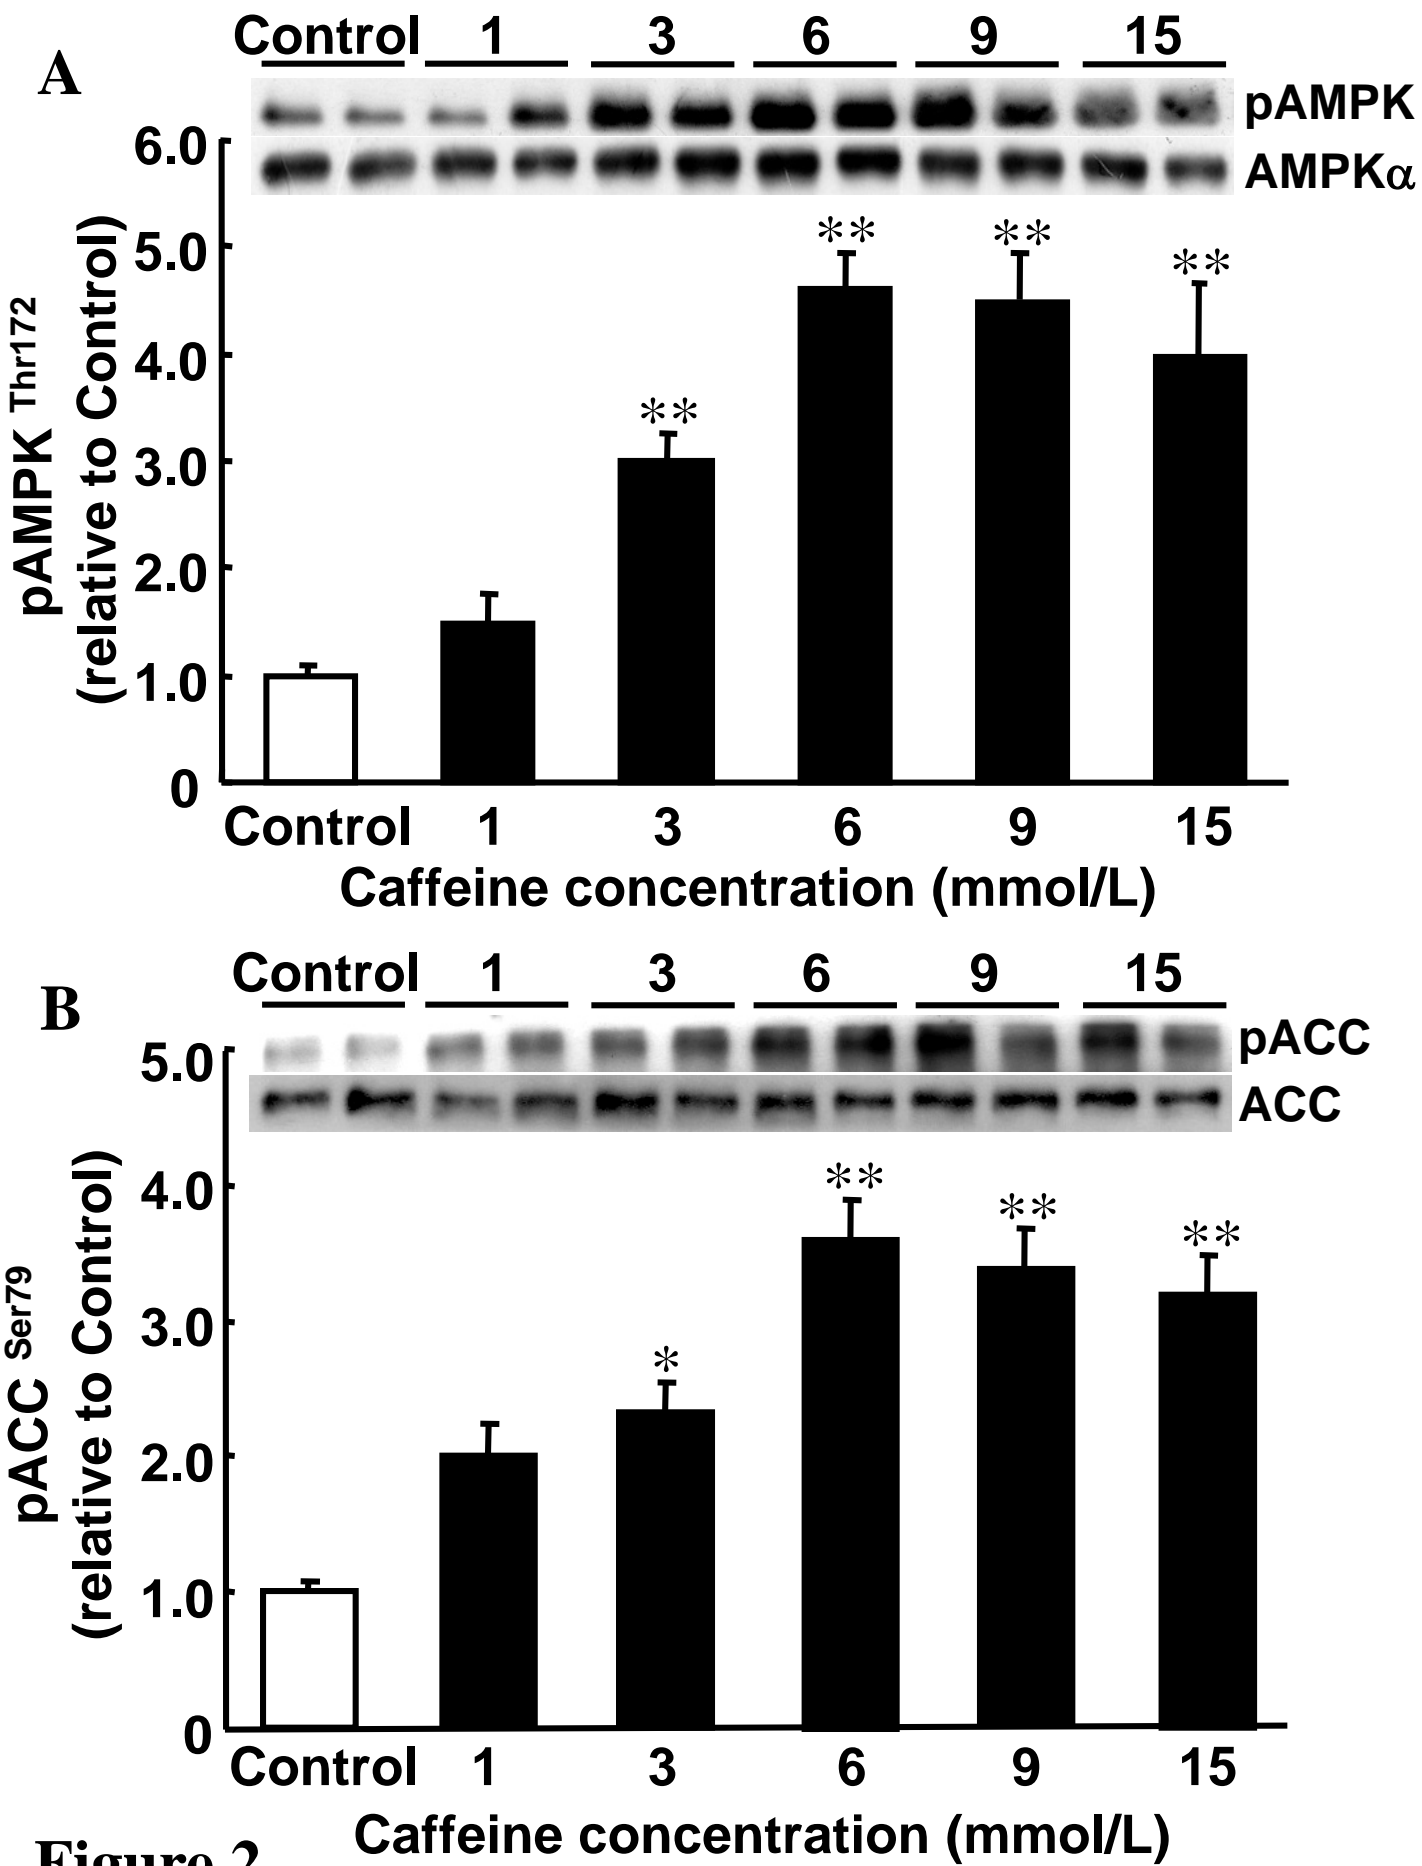 Control 1 3 6 9 15
A
pAMPK
AMPKα
6.0
5.0
4.0
3.0
2.0
1.0
0
pAMPK Thr172
(relative to Control)
**
**
**
**
Control 1 3 6 9 15
Caffeine concentration (mmol/L)
Control 1 3 6 9 15
B
pACC
ACC
5.0
4.0
3.0
2.0
1.0
0
pACC Ser79
(relative to Control)
*
**
**
**
Control 1 3 6 9 15
Caffeine concentration (mmol/L)
Figure 2